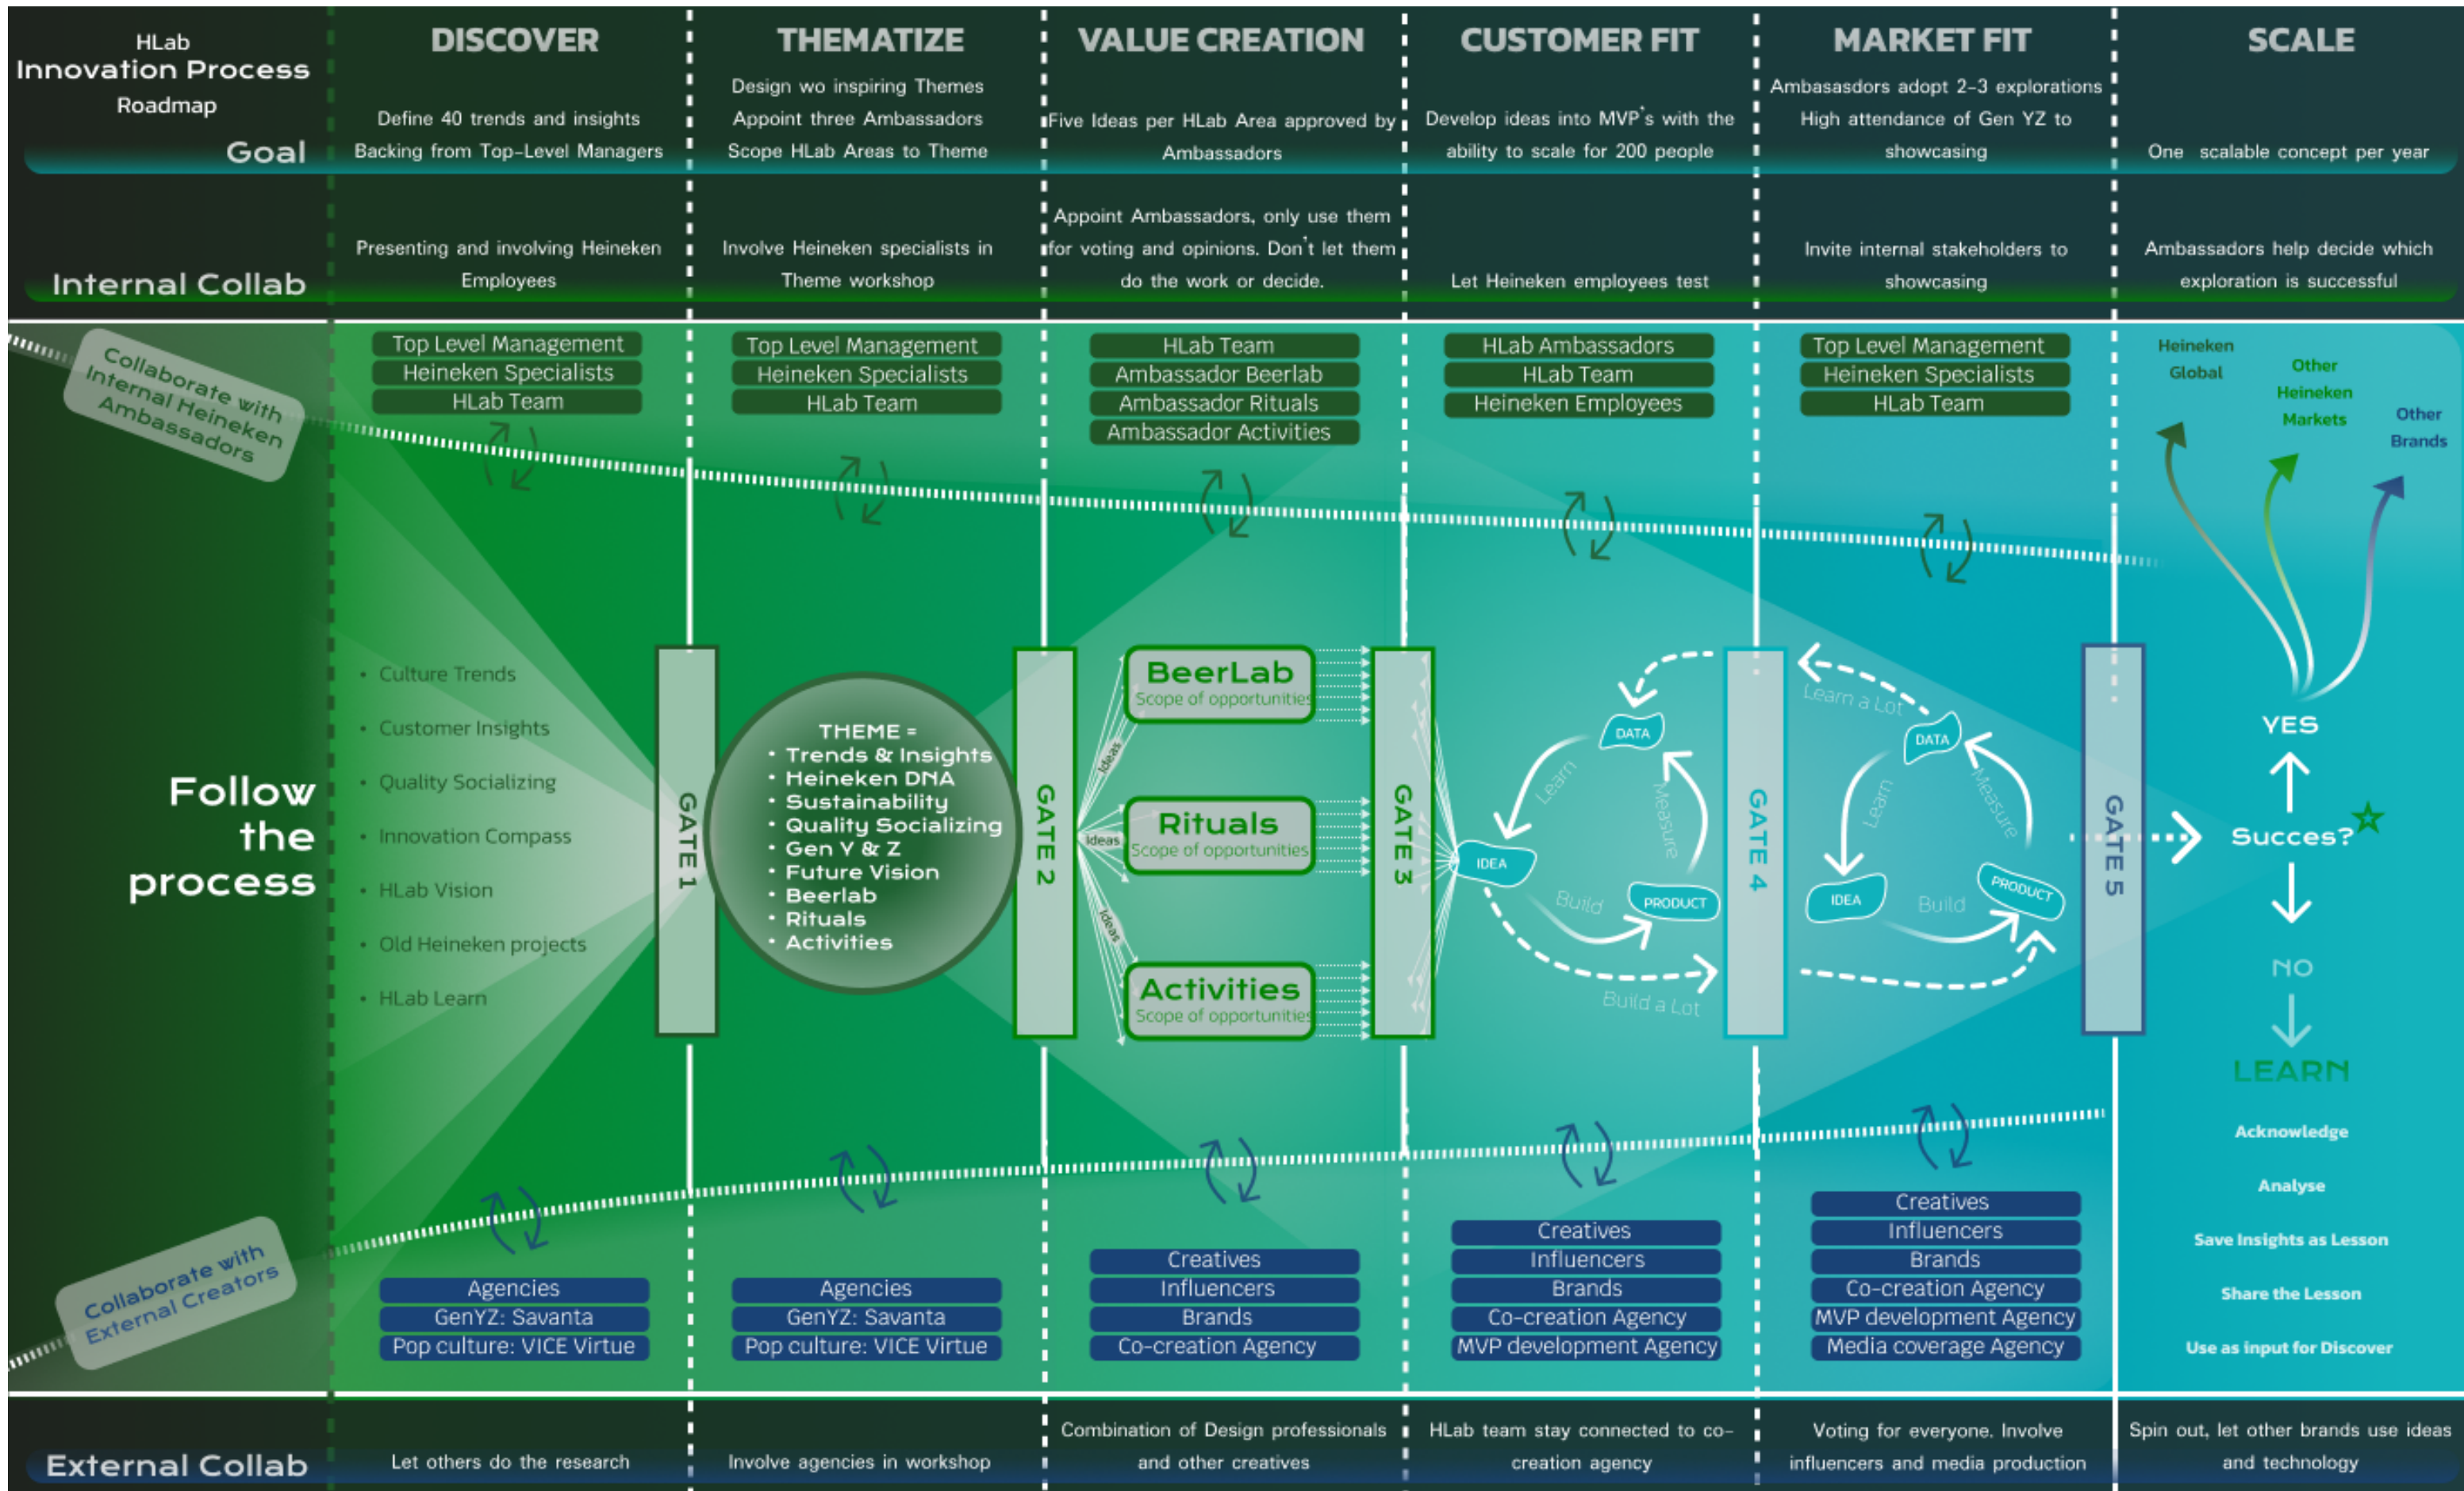 HLab
Innovation Process
Roadmap
Goal
DISCOVER
Define 40 trends and insights
Backing from Top-Level Managers
THEMATIZE
Design wo inspiring Themes
Appoint three Ambassadors
Scope HLab Areas to Theme
VALUE CREATION
Five Ideas per HLab Area approved by
Ambassadors
CUSTOMER FIT
Develop ideas into MVP's with the
ability to scale for 200 people
MARKET FIT
Ambasasdors adopt 2-3 explorations
High attendance of Gen YZ to
showcasing
SCALE
One scalable concept per year
Internal Collab
Presenting and involving Heineken
Employees
Involve Heineken specialists in
Theme workshop
Appoint Ambassadors, only use them
for voting and opinions. Don't let them
do the work or decide.
Let Heineken employees test
Invite internal stakeholders to
showcasing
Ambassadors help decide which
exploration is successful
Collaborate with
Internal Heineken
Ambassadors
Top Level Management
Heineken Specialists
HLab Team
Top Level Management
Heineken Specialists
HLab Team
HLab Team
Ambassador Beerlab
Ambassador Rituals
Ambassador Activities
HLab Ambassadors
HLab Team
Heineken Employees
Top Level Management
Heineken Specialists
HLab Team
Heineken
Global
Other
Heineken
Markets
Other
Brands
Follow
the
process
• Culture Trends
• Customer Insights
• Quality Socializing
• Innovation Compass
• HLab Vision
• Old Heineken projects
• HLab Learn
GATE 1
THEME =
• Trends & Insights
• Heineken DNA
• Sustainability
• Quality Socializing
• Gen Y & Z
• Future Vision
• Beerlab
• Rituals
• Activities
GATE 2
Ideas
Ideas
Ideas
BeerLab
Scope of opportunities
Rituals
Scope of opportunities
Activities
Scope of opportunities
GATE 3
DATA
Learn
Measure
IDEA
Build
PRODUCT
Build a Lot
GATE 4
Learn a Lot
DATA
Learn
Measure
IDEA
Build
PRODUCT
GATE 5
YES
Succes?
NO
LEARN
Acknowledge
Analyse
Save Insights as Lesson
Share the Lesson
Use as input for Discover
Collaborate with
External Creators
Agencies
GenYZ: Savanta
Pop culture: VICE Virtue
Agencies
GenYZ: Savanta
Pop culture: VICE Virtue
Creatives
Influencers
Brands
Co-creation Agency
Creatives
Influencers
Brands
Co-creation Agency
MVP development Agency
Creatives
Influencers
Brands
Co-creation Agency
MVP development Agency
Media coverage Agency
External Collab
Let others do the research
Involve agencies in workshop
Combination of Design professionals
and other creatives
HLab team stay connected to co-
creation agency
Voting for everyone. Involve
influencers and media production
Spin out, let other brands use ideas
and technology